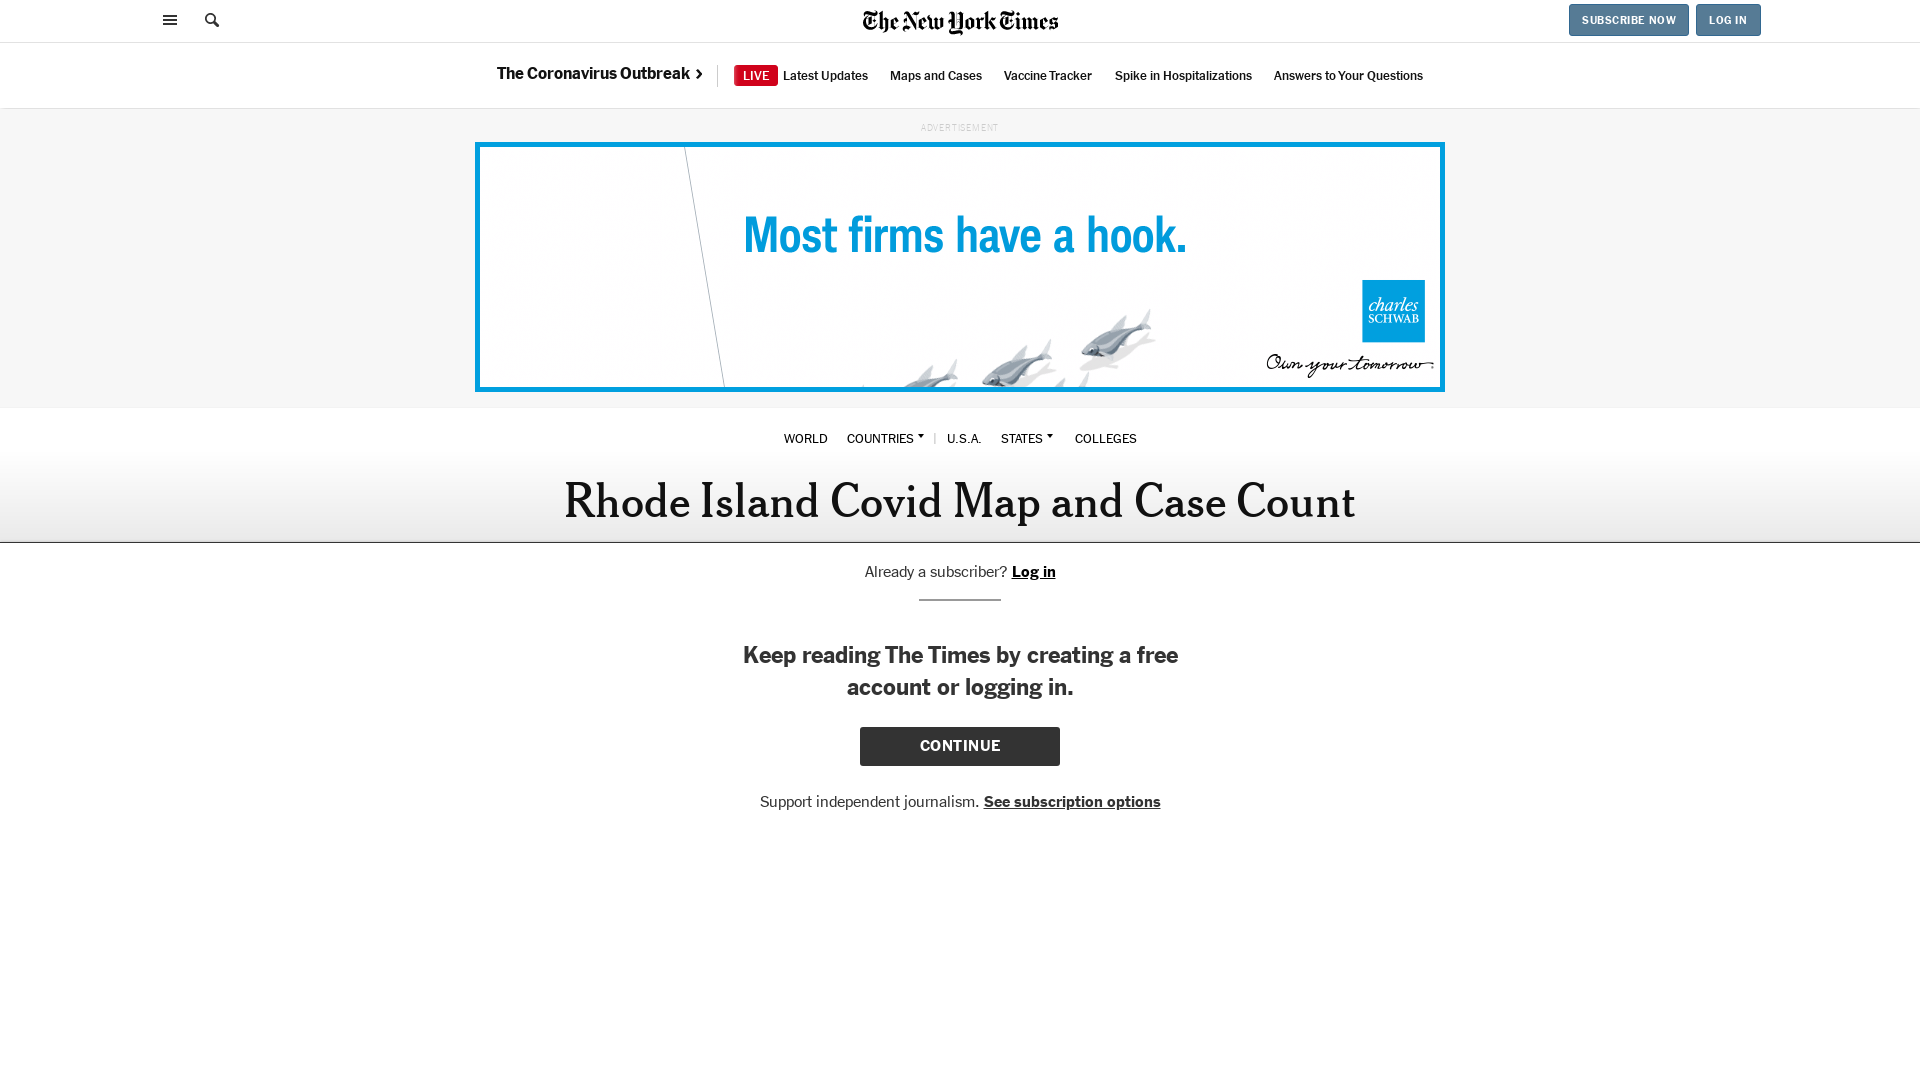 The New York Times
SUBSCRIBE NOW
LOG IN
The Coronavirus Outbreak
LIVE Latest Updates
Maps and Cases
Vaccine Tracker
Spike in Hospitalizations
Answers to Your Questions
ADVERTISEMENT
Most firms have a hook.
charles
SCHWAB
Own your tomorrow
WORLD
COUNTRIES
U.S.A.
STATES
COLLEGES
Rhode Island Covid Map and Case Count
Already a subscriber? Log in
Keep reading The Times by creating a free
account or logging in.
CONTINUE
Support independent journalism. See subscription options